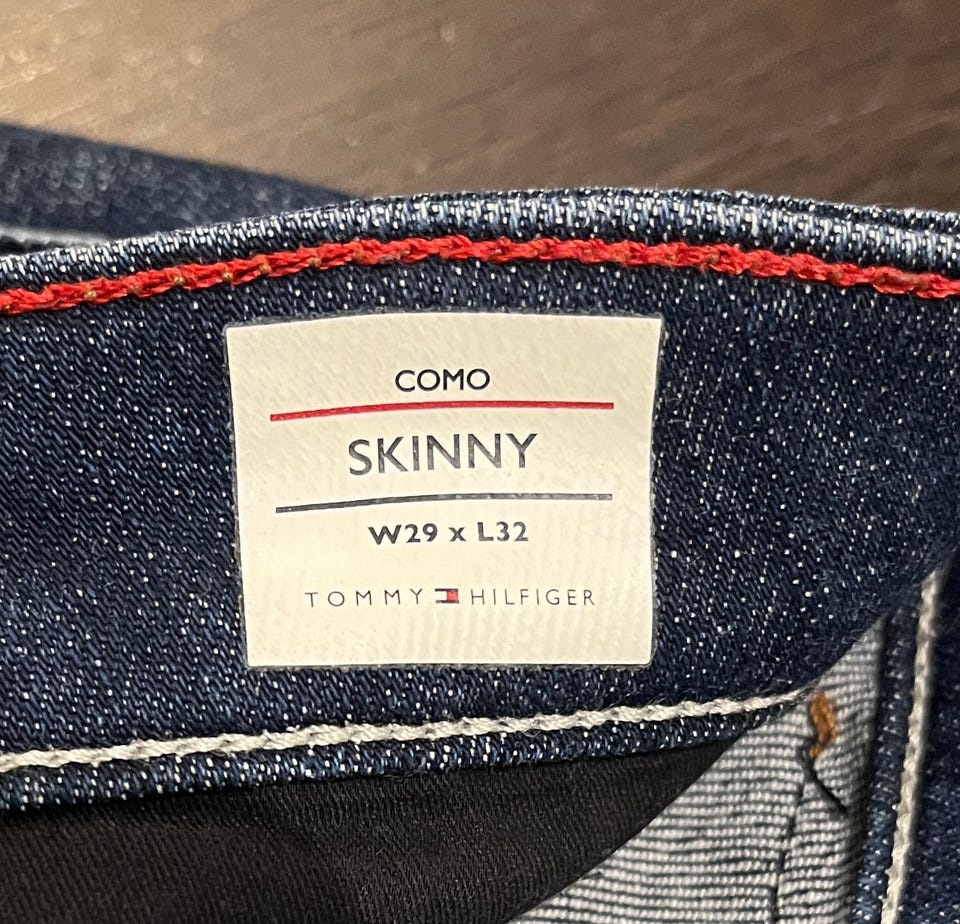 COMO
SKINNY
W29 x L32
TOMMY HILFIGER